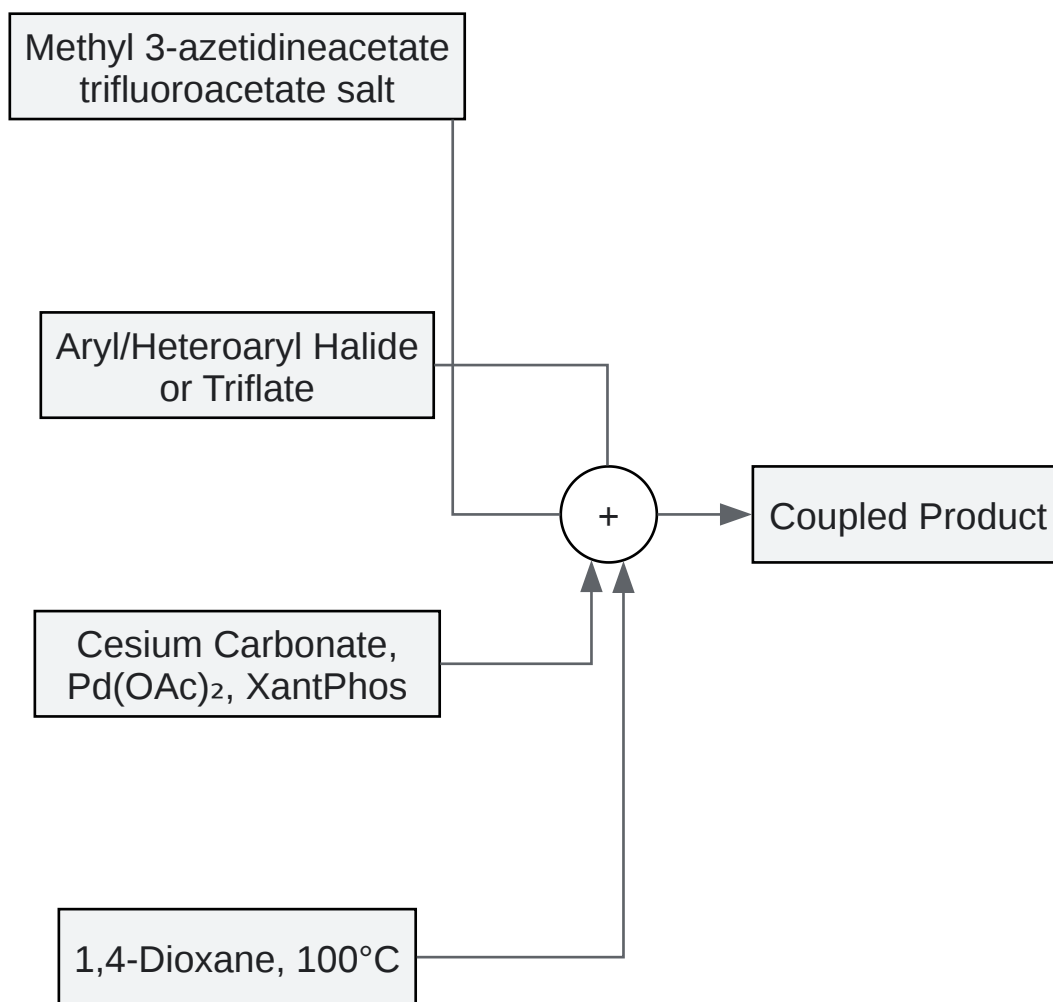 Methyl 3-azetidineacetate
trifluoroacetate salt
Aryl/Heteroaryl Halide
or Triflate
+
Coupled Product
Cesium Carbonate,
Pd(OAc)₂, XantPhos
1,4-Dioxane, 100°C